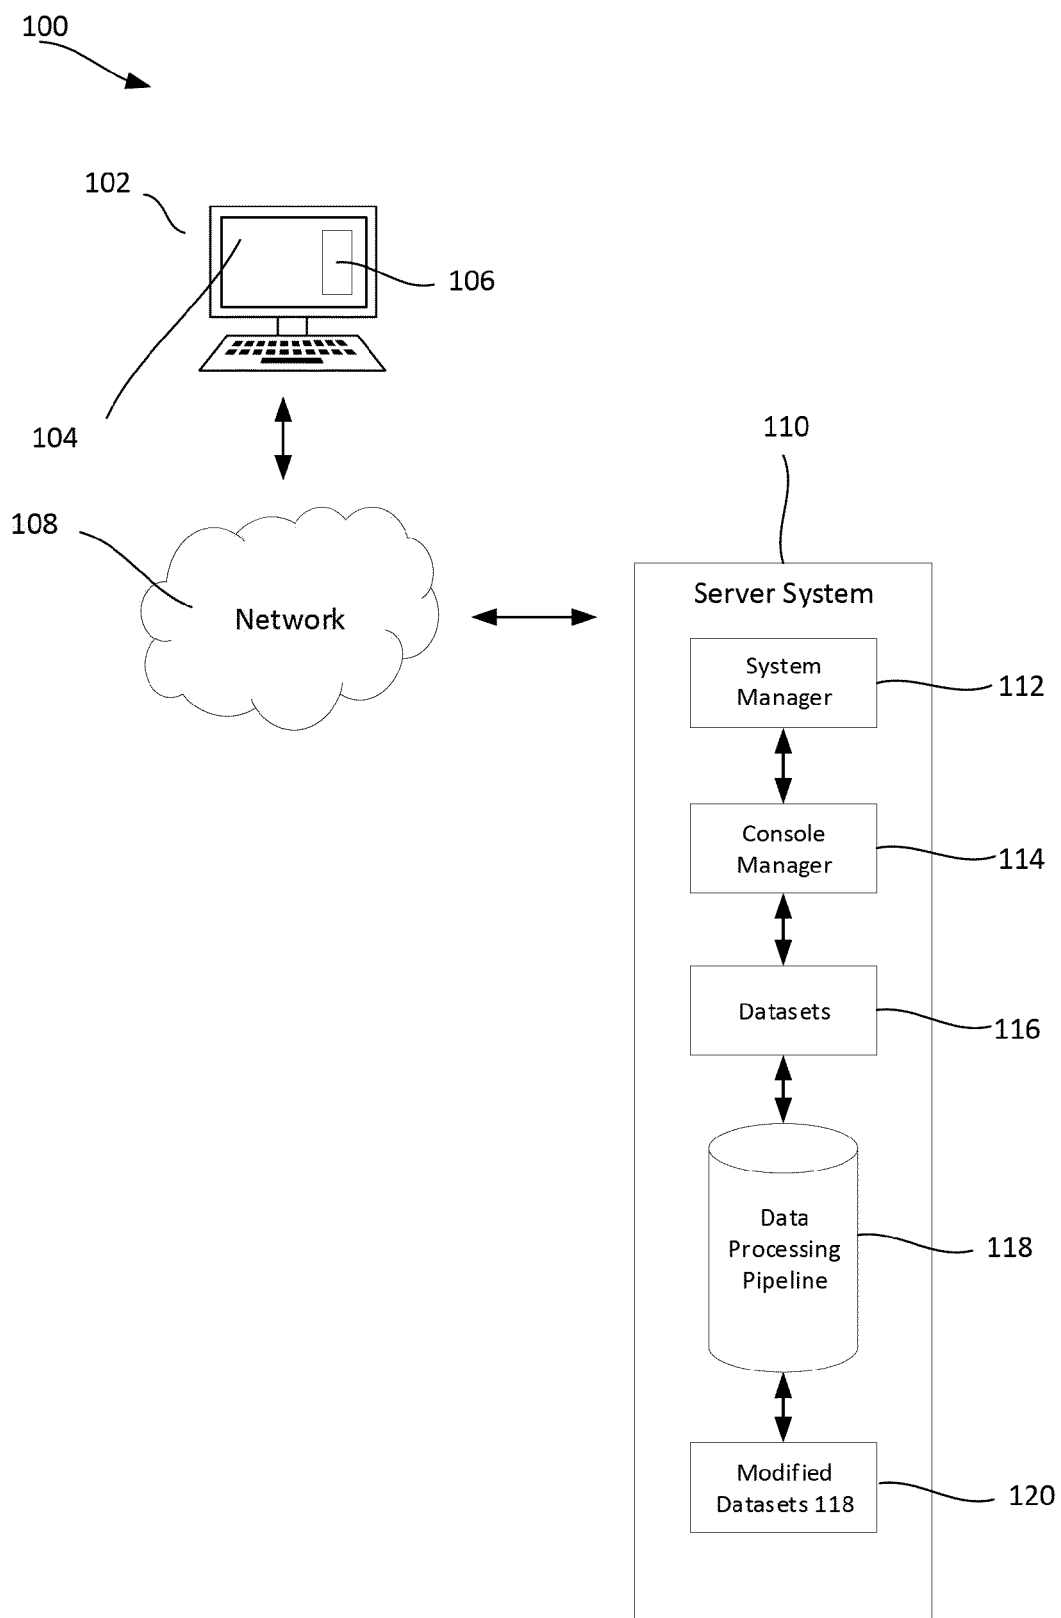 100
102
106
104
110
108
Server System
Network
System
Manager
112
Console
Manager
114
Datasets
116
Data
Processing
Pipeline
118
Modified
Datasets 118
120